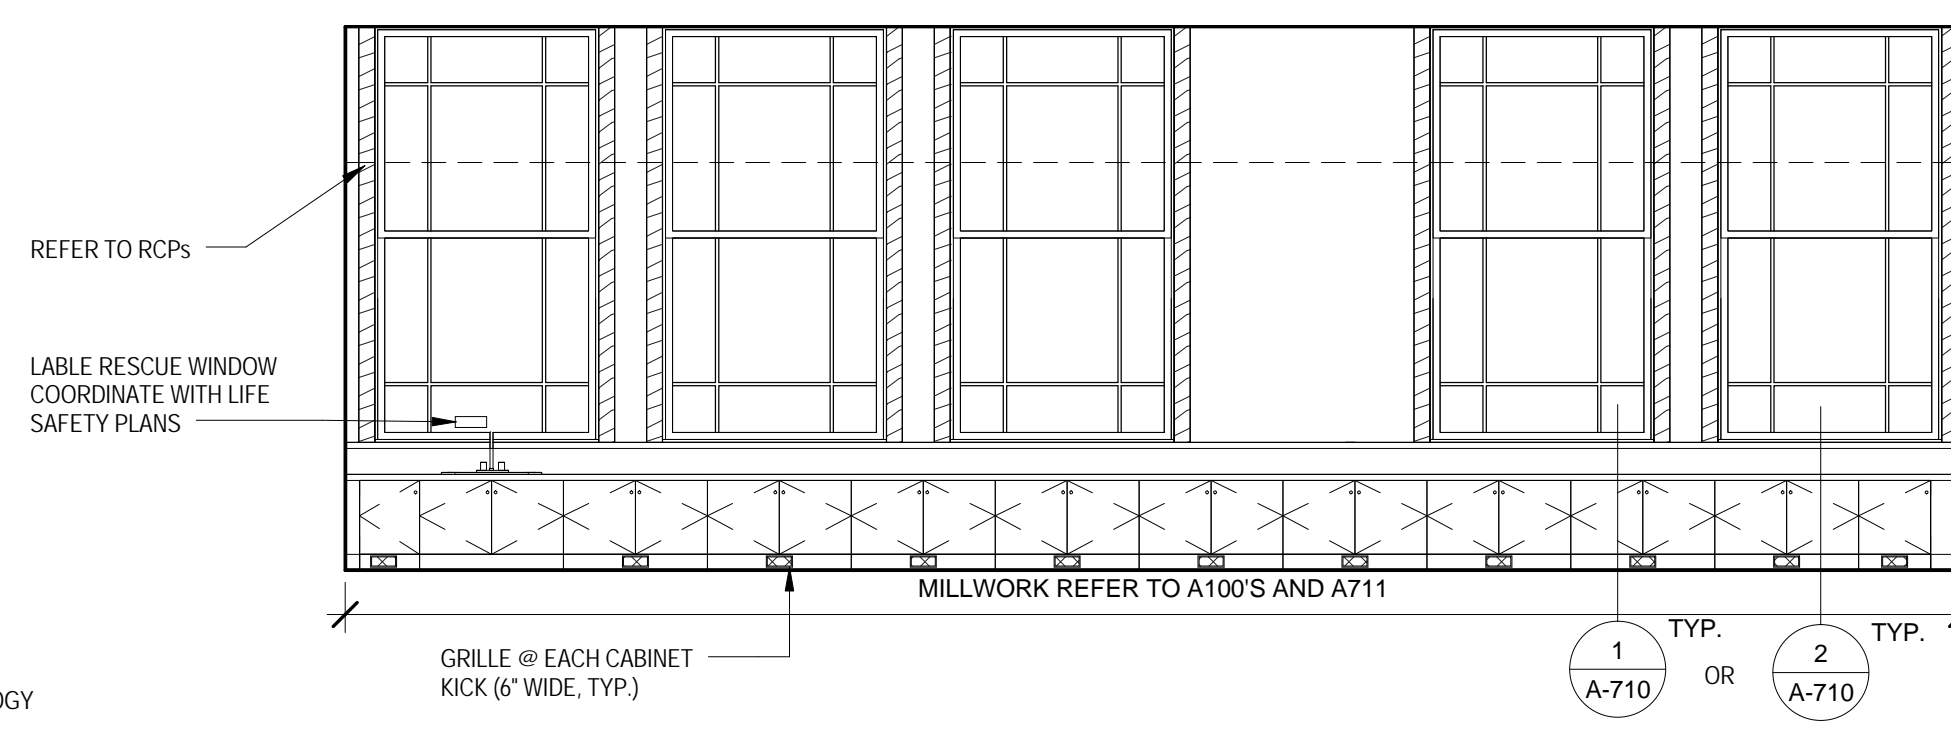 REFER TO RCPs
LABLE RESCUE WINDOW
COORDINATE WITH LIFE
SAFETY PLANS
MILLWORK REFER TO A100'S AND A711
GRILLE @ EACH CABINET
KICK (6" WIDE, TYP.)
1
A-710
TYP.
OR
2
A-710
TYP.
OGY